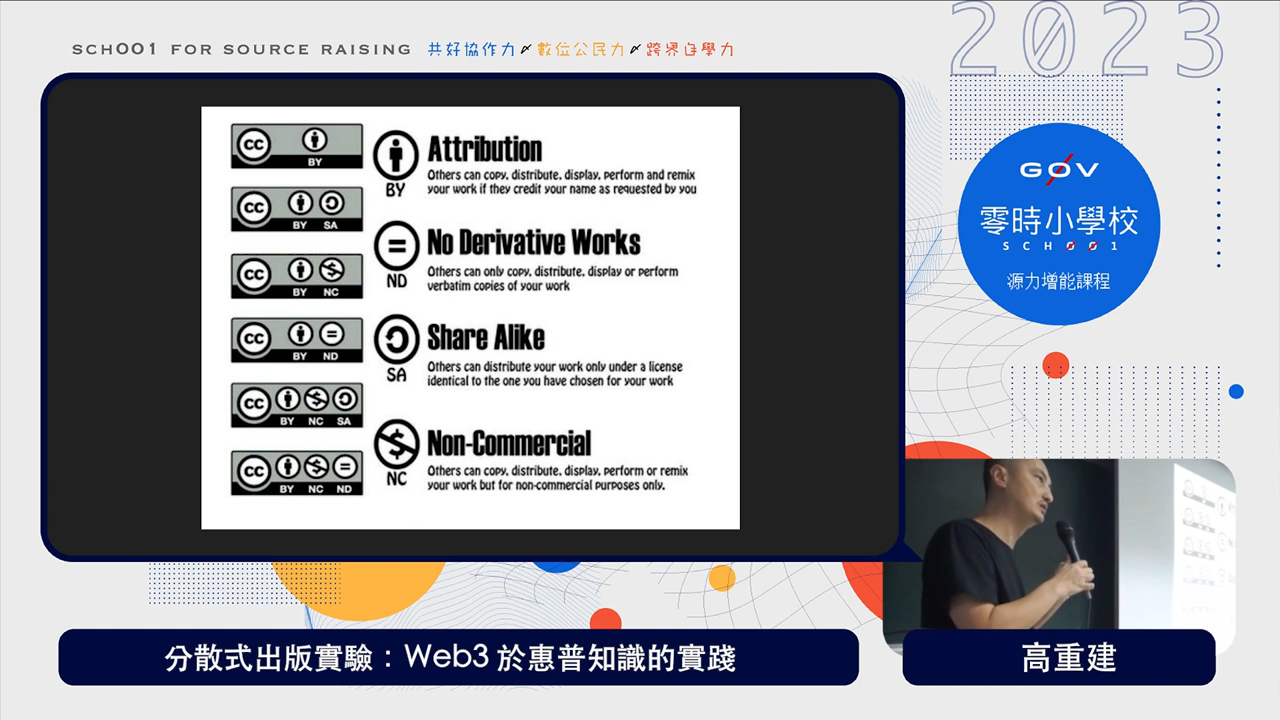 SCH001 FOR SOURCE RAISING 共好協作力 數位公民力 跨界自學力
2023
CC BY
CC BY SA
CC BY NC
CC BY ND
CC BY NC SA
CC BY NC ND
BY
Attribution
Others can copy, distribute, display, perform and remix
your work if they credit your name as requested by you
ND
No Derivative Works
Others can only copy, distribute, display or perform
verbatim copies of your work
SA
Share Alike
Others can distribute your work only under a license
identical to the one you have chosen for your work
NC
Non-Commercial
Others can copy, distribute, display, perform or remix
your work but for non-commercial purposes only.
G0V
零時小學校
SCH001
源力增能課程
分散式出版實驗：Web3 於惠普知識的實踐
高重建